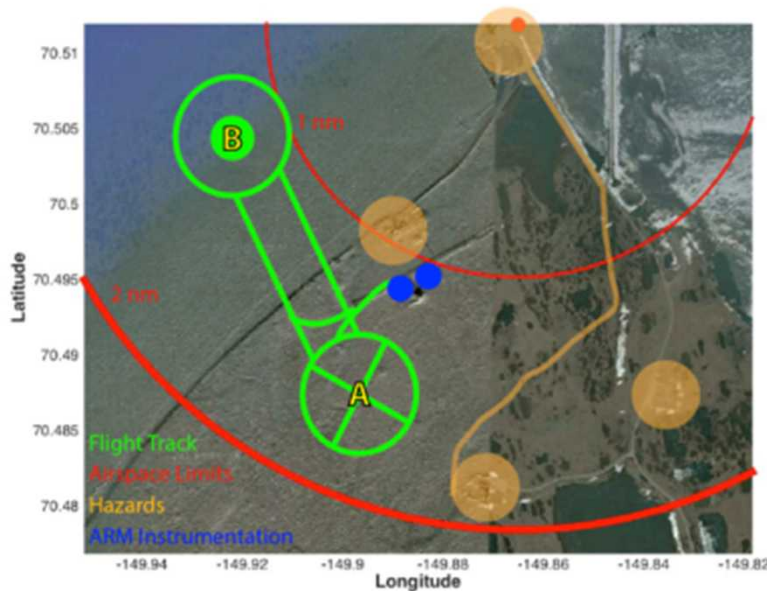 70.51
70.505
70.5
70.495
70.49
70.485
70.48
Latitude
B
1 nm
2 nm
A
Flight Track
Airspace Limits
Hazards
ARM Instrumentation
-149.94
-149.92
-149.9
-149.88
-149.86
-149.84
-149.82
Longitude